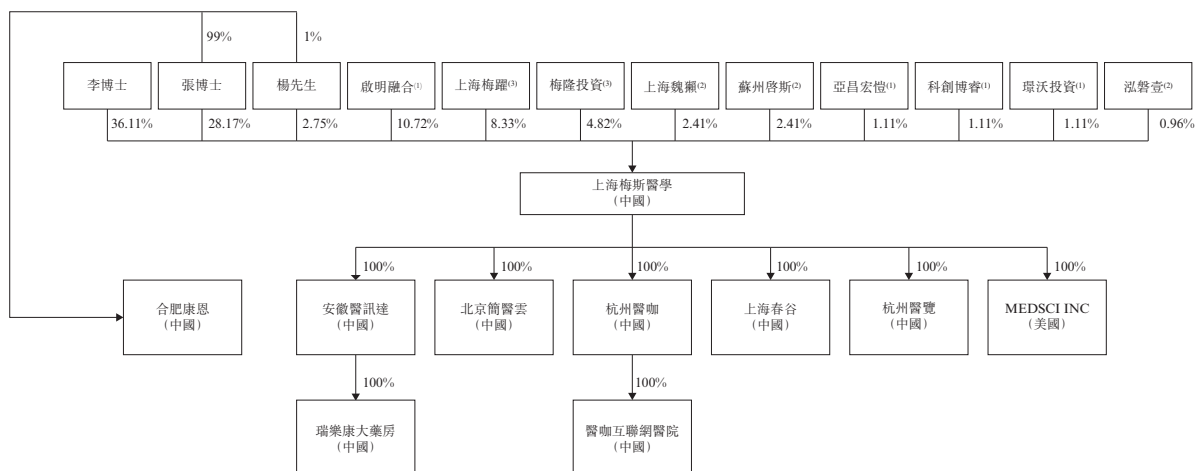 99%
1%
李博士
張博士
楊先生
啟明融合(1)
上海梅躍(3)
梅隆投資(3)
上海魏獺(2)
蘇州啓斯(2)
亞昌宏愷(1)
科創博睿(1)
璟沃投資(1)
泓磐壹(2)
36.11%
28.17%
2.75%
10.72%
8.33%
4.82%
2.41%
2.41%
1.11%
1.11%
1.11%
0.96%
上海梅斯醫學
(中國)
100%
100%
100%
100%
100%
100%
合肥康恩
(中國)
安徽醫訊達
(中國)
北京簡醫雲
(中國)
杭州醫咖
(中國)
上海春谷
(中國)
杭州醫覽
(中國)
MEDSCI INC
(美國)
100%
100%
瑞樂康大藥房
(中國)
醫咖互聯網醫院
(中國)